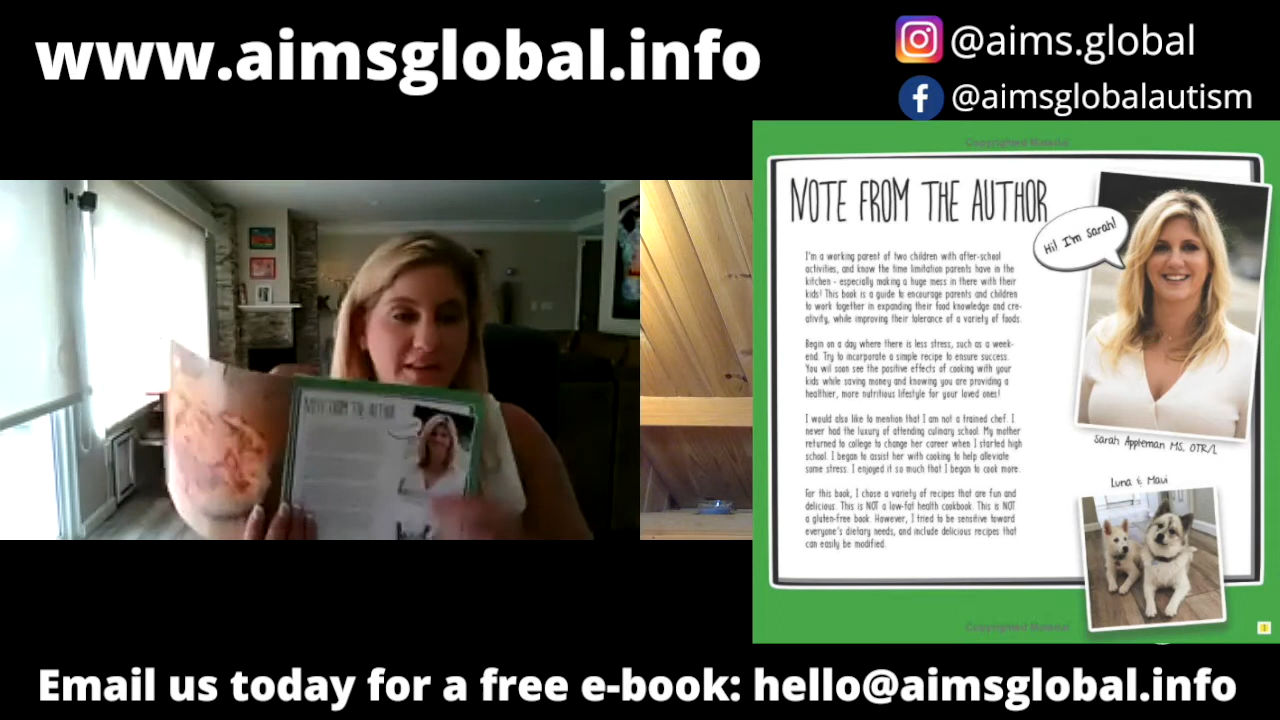 www.aimsglobal.info
@aims.global
@aimsglobalautism
Copyrighted Material
NOTE FROM THE AUTHOR
Hi! I'm Sarah!
I'm a working parent of two children with after-school
activities, and know the time limitation parents have in the
kitchen - especially making a huge mess in there with their
kids! This book is a guide to encourage parents and children
to work together in expanding their food knowledge and cre-
ativity, while improving their tolerance of a variety of foods.
Begin on a day where there is less stress, such as a week-
end. Try to incorporate a simple recipe to ensure success.
You will soon see the positive effects of cooking with your
kids while saving money and knowing you are providing a
healthier, more nutritious lifestyle for your loved ones!
I would also like to mention that I am not a trained chef. I
never had the luxury of attending culinary school. My mother
returned to college to change her career when I started high
school. I began to assist her with cooking to help alleviate
some stress. I enjoyed it so much that I began to cook more.
For this book, I chose a variety of recipes that are fun and
delicious. This is NOT a low-fat health cookbook. This is NOT
a gluten-free book. However, I tried to be sensitive toward
everyone's dietary needs, and include delicious recipes that
can easily be modified.
Sarah Appleman MS, OTR/L
Luna & Maui
Copyrighted Material
1
NOTE FROM THE AUTHOR
Email us today for a free e-book: hello@aimsglobal.info